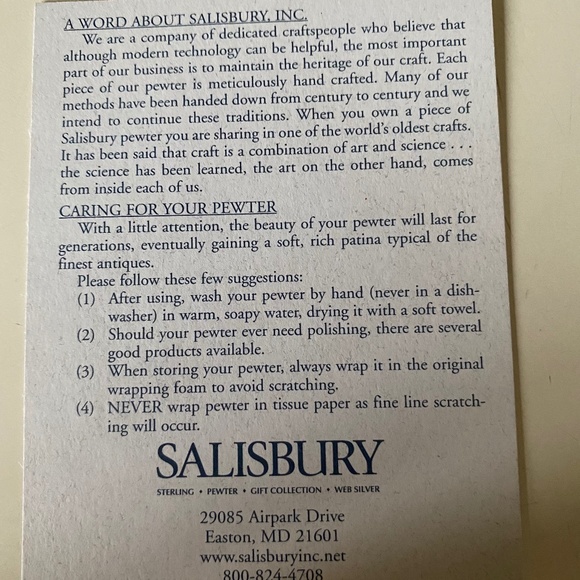 A WORD ABOUT SALISBURY, INC.
We are a company of dedicated craftspeople who believe that
although modern technology can be helpful, the most important
part of our business is to maintain the heritage of our craft. Each
piece of our pewter is meticulously hand crafted. Many of our
methods have been handed down from century to century and we
intend to continue these traditions. When you own a piece of
Salisbury pewter you are sharing in one of the world's oldest crafts.
It has been said that craft is a combination of art and science . . .
the science has been learned, the art on the other hand, comes
from inside each of us.
CARING FOR YOUR PEWTER
With a little attention, the beauty of your pewter will last for
generations, eventually gaining a soft, rich patina typical of the
finest antiques.
Please follow these few suggestions:
(1) After using, wash your pewter by hand (never in a dish-
washer) in warm, soapy water, drying it with a soft towel.
(2) Should your pewter ever need polishing, there are several
good products available.
(3) When storing your pewter, always wrap it in the original
wrapping foam to avoid scratching.
(4) NEVER wrap pewter in tissue paper as fine line scratch-
ing will occur.
SALISBURY
STERLING • PEWTER • GIFT COLLECTION • WEB SILVER
29085 Airpark Drive
Easton, MD 21601
www.salisburyinc.net
800-824-4708